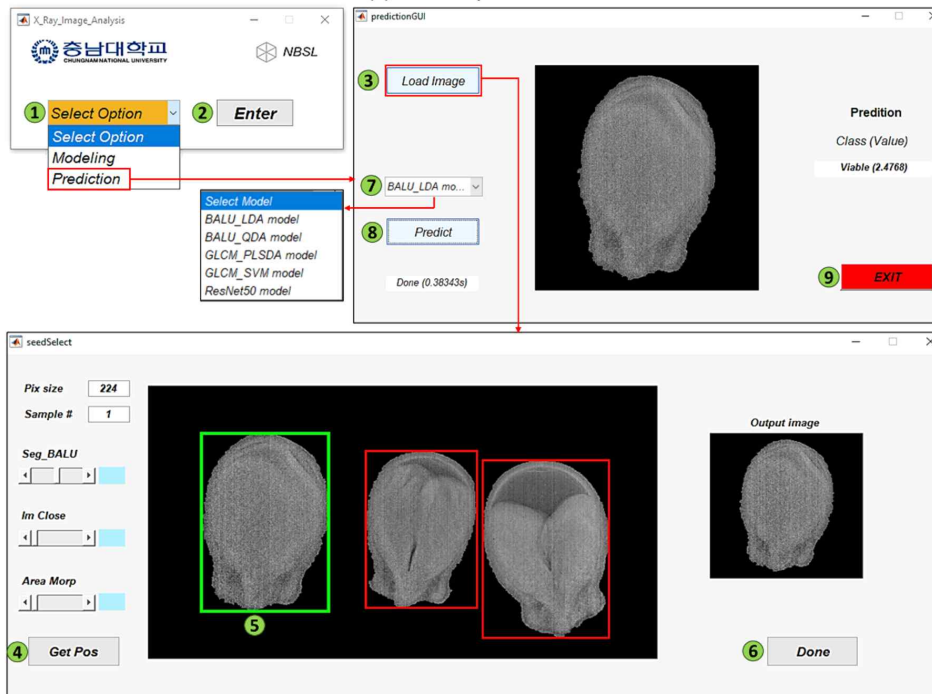 X_Ray_Image_Analysis
충남대학교
CHUNGNAM NATIONAL UNIVERSITY
NBSL
1
Select Option
2
Enter
Select Option
Modeling
Prediction
predictionGUI
3
Load Image
7
BALU_LDA mo...
8
Predict
Done (0.38343s)
Predition
Class (Value)
Viable (2.4768)
9
EXIT
Select Model
BALU_LDA model
BALU_QDA model
GLCM_PLSDA model
GLCM_SVM model
ResNet50 model
seedSelect
Pix size
224
Sample #
1
Seg_BALU
Im Close
Area Morp
4
Get Pos
5
Output image
6
Done